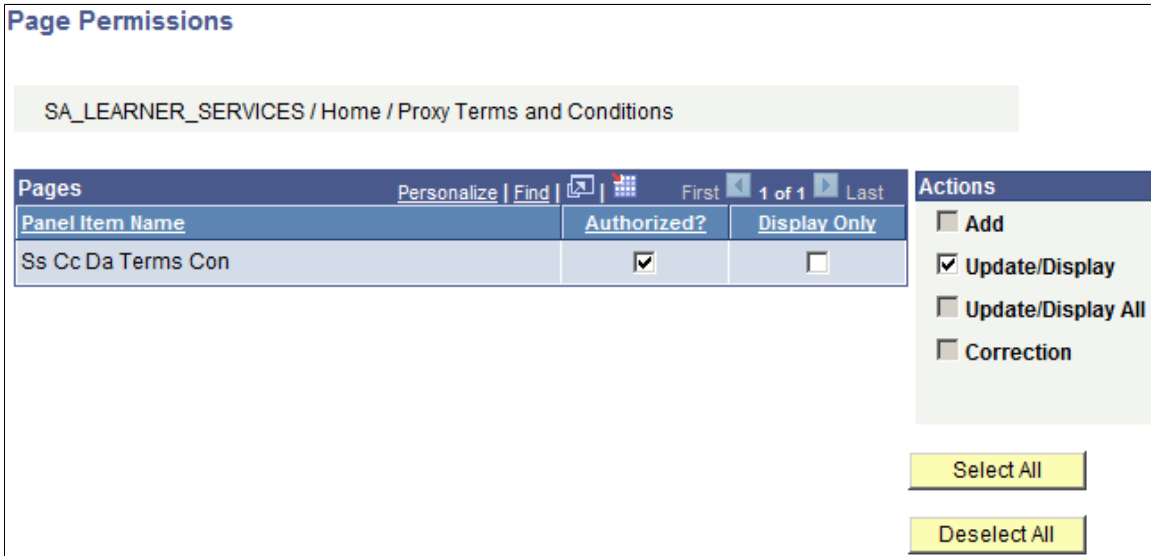 Page Permissions
SA_LEARNER_SERVICES / Home / Proxy Terms and Conditions
Pages Personalize | Find | | First 1 of 1 Last
Panel Item Name Authorized? Display Only
Ss Cc Da Terms Con
Actions
Add
Update/Display
Update/Display All
Correction
Select All
Deselect All